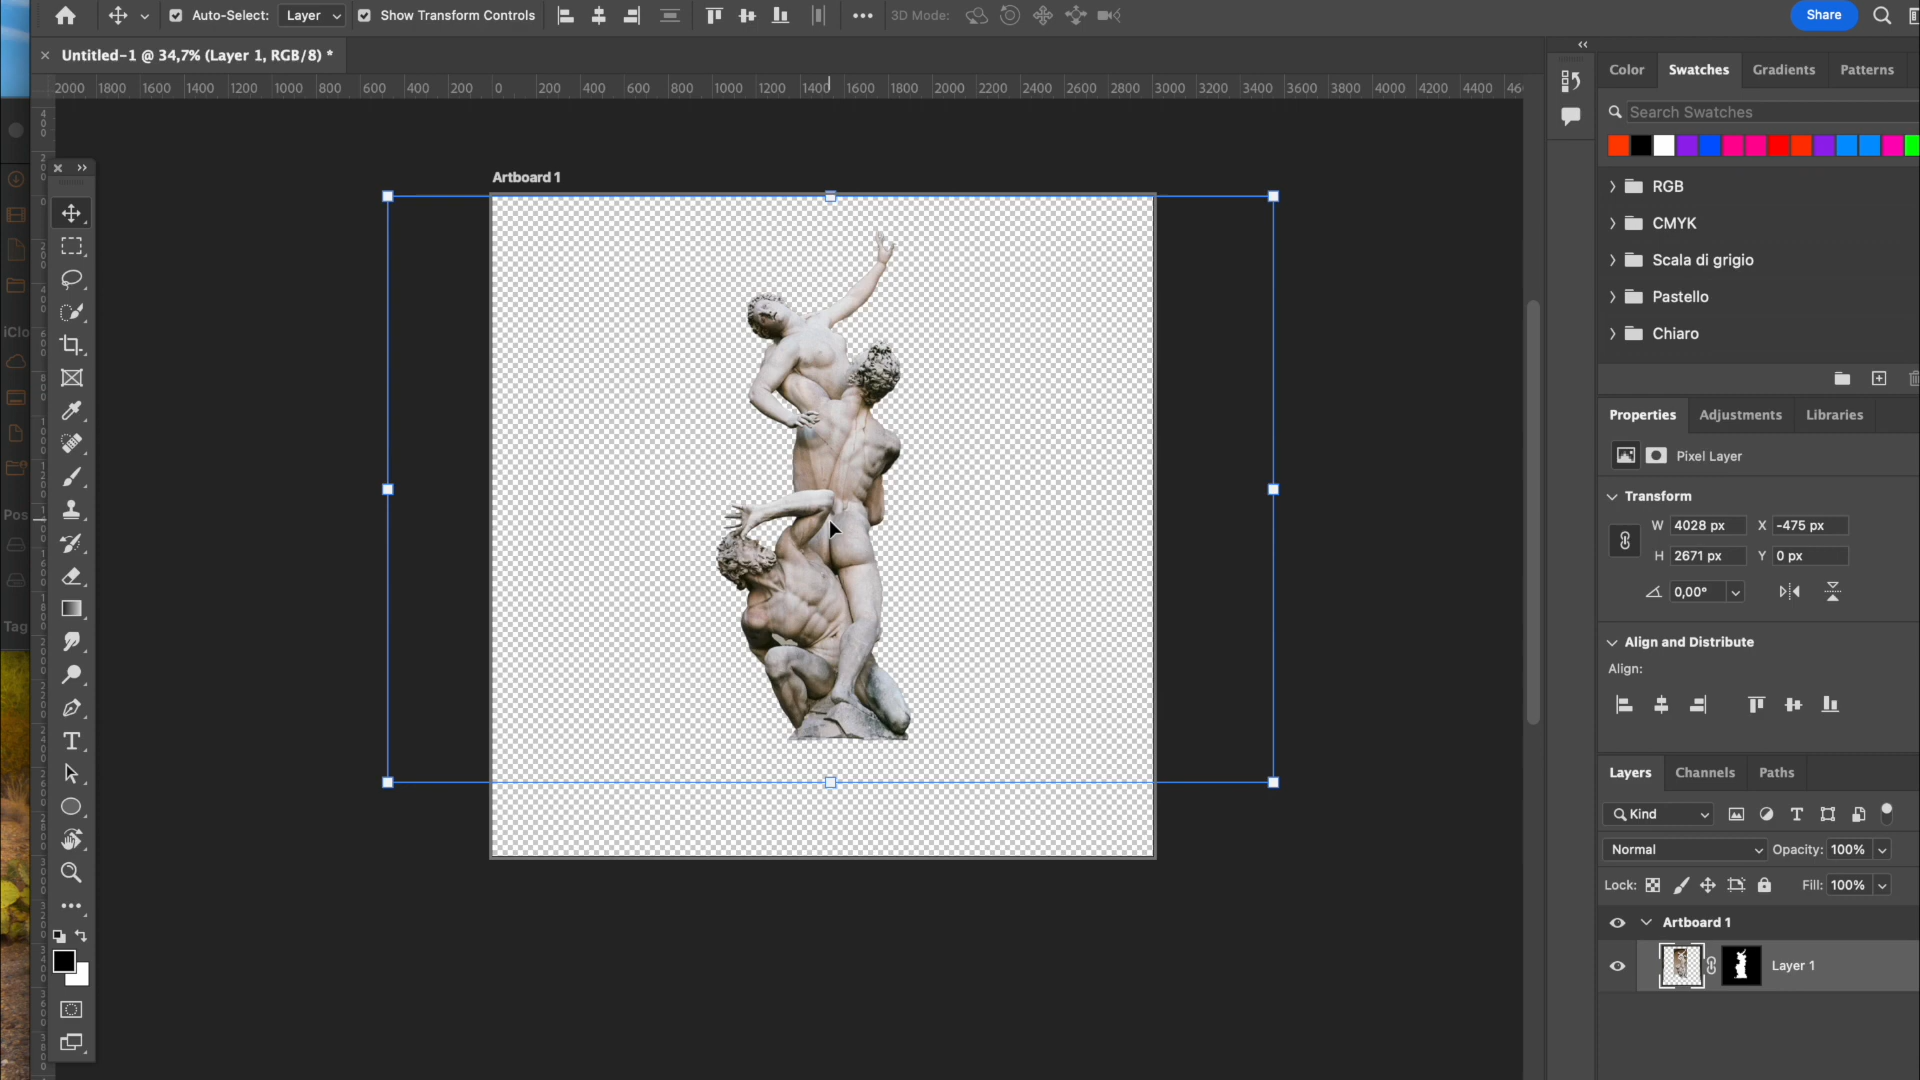 Auto-Select: Layer Show Transform Controls 3D Mode: Share
Untitled-1 @ 34,7% (Layer 1, RGB/8) *
2000 1800 1600 1400 1200 1000 800 600 400 200 0 200 400 600 800 1000 1200 1400 1600 1800 2000 2200 2400 2600 2800 3000 3200 3400 3600 3800 4000 4200 4400 46
Artboard 1
iClo
Pos
Tag
T
Color Swatches Gradients Patterns
Search Swatches
RGB
CMYK
Scala di grigio
Pastello
Chiaro
Properties Adjustments Libraries
Pixel Layer
Transform
W 4028 px X -475 px
H 2671 px Y 0 px
0,00°
Align and Distribute
Align:
Layers Channels Paths
Kind
Normal Opacity: 100%
Lock: Fill: 100%
Artboard 1
Layer 1